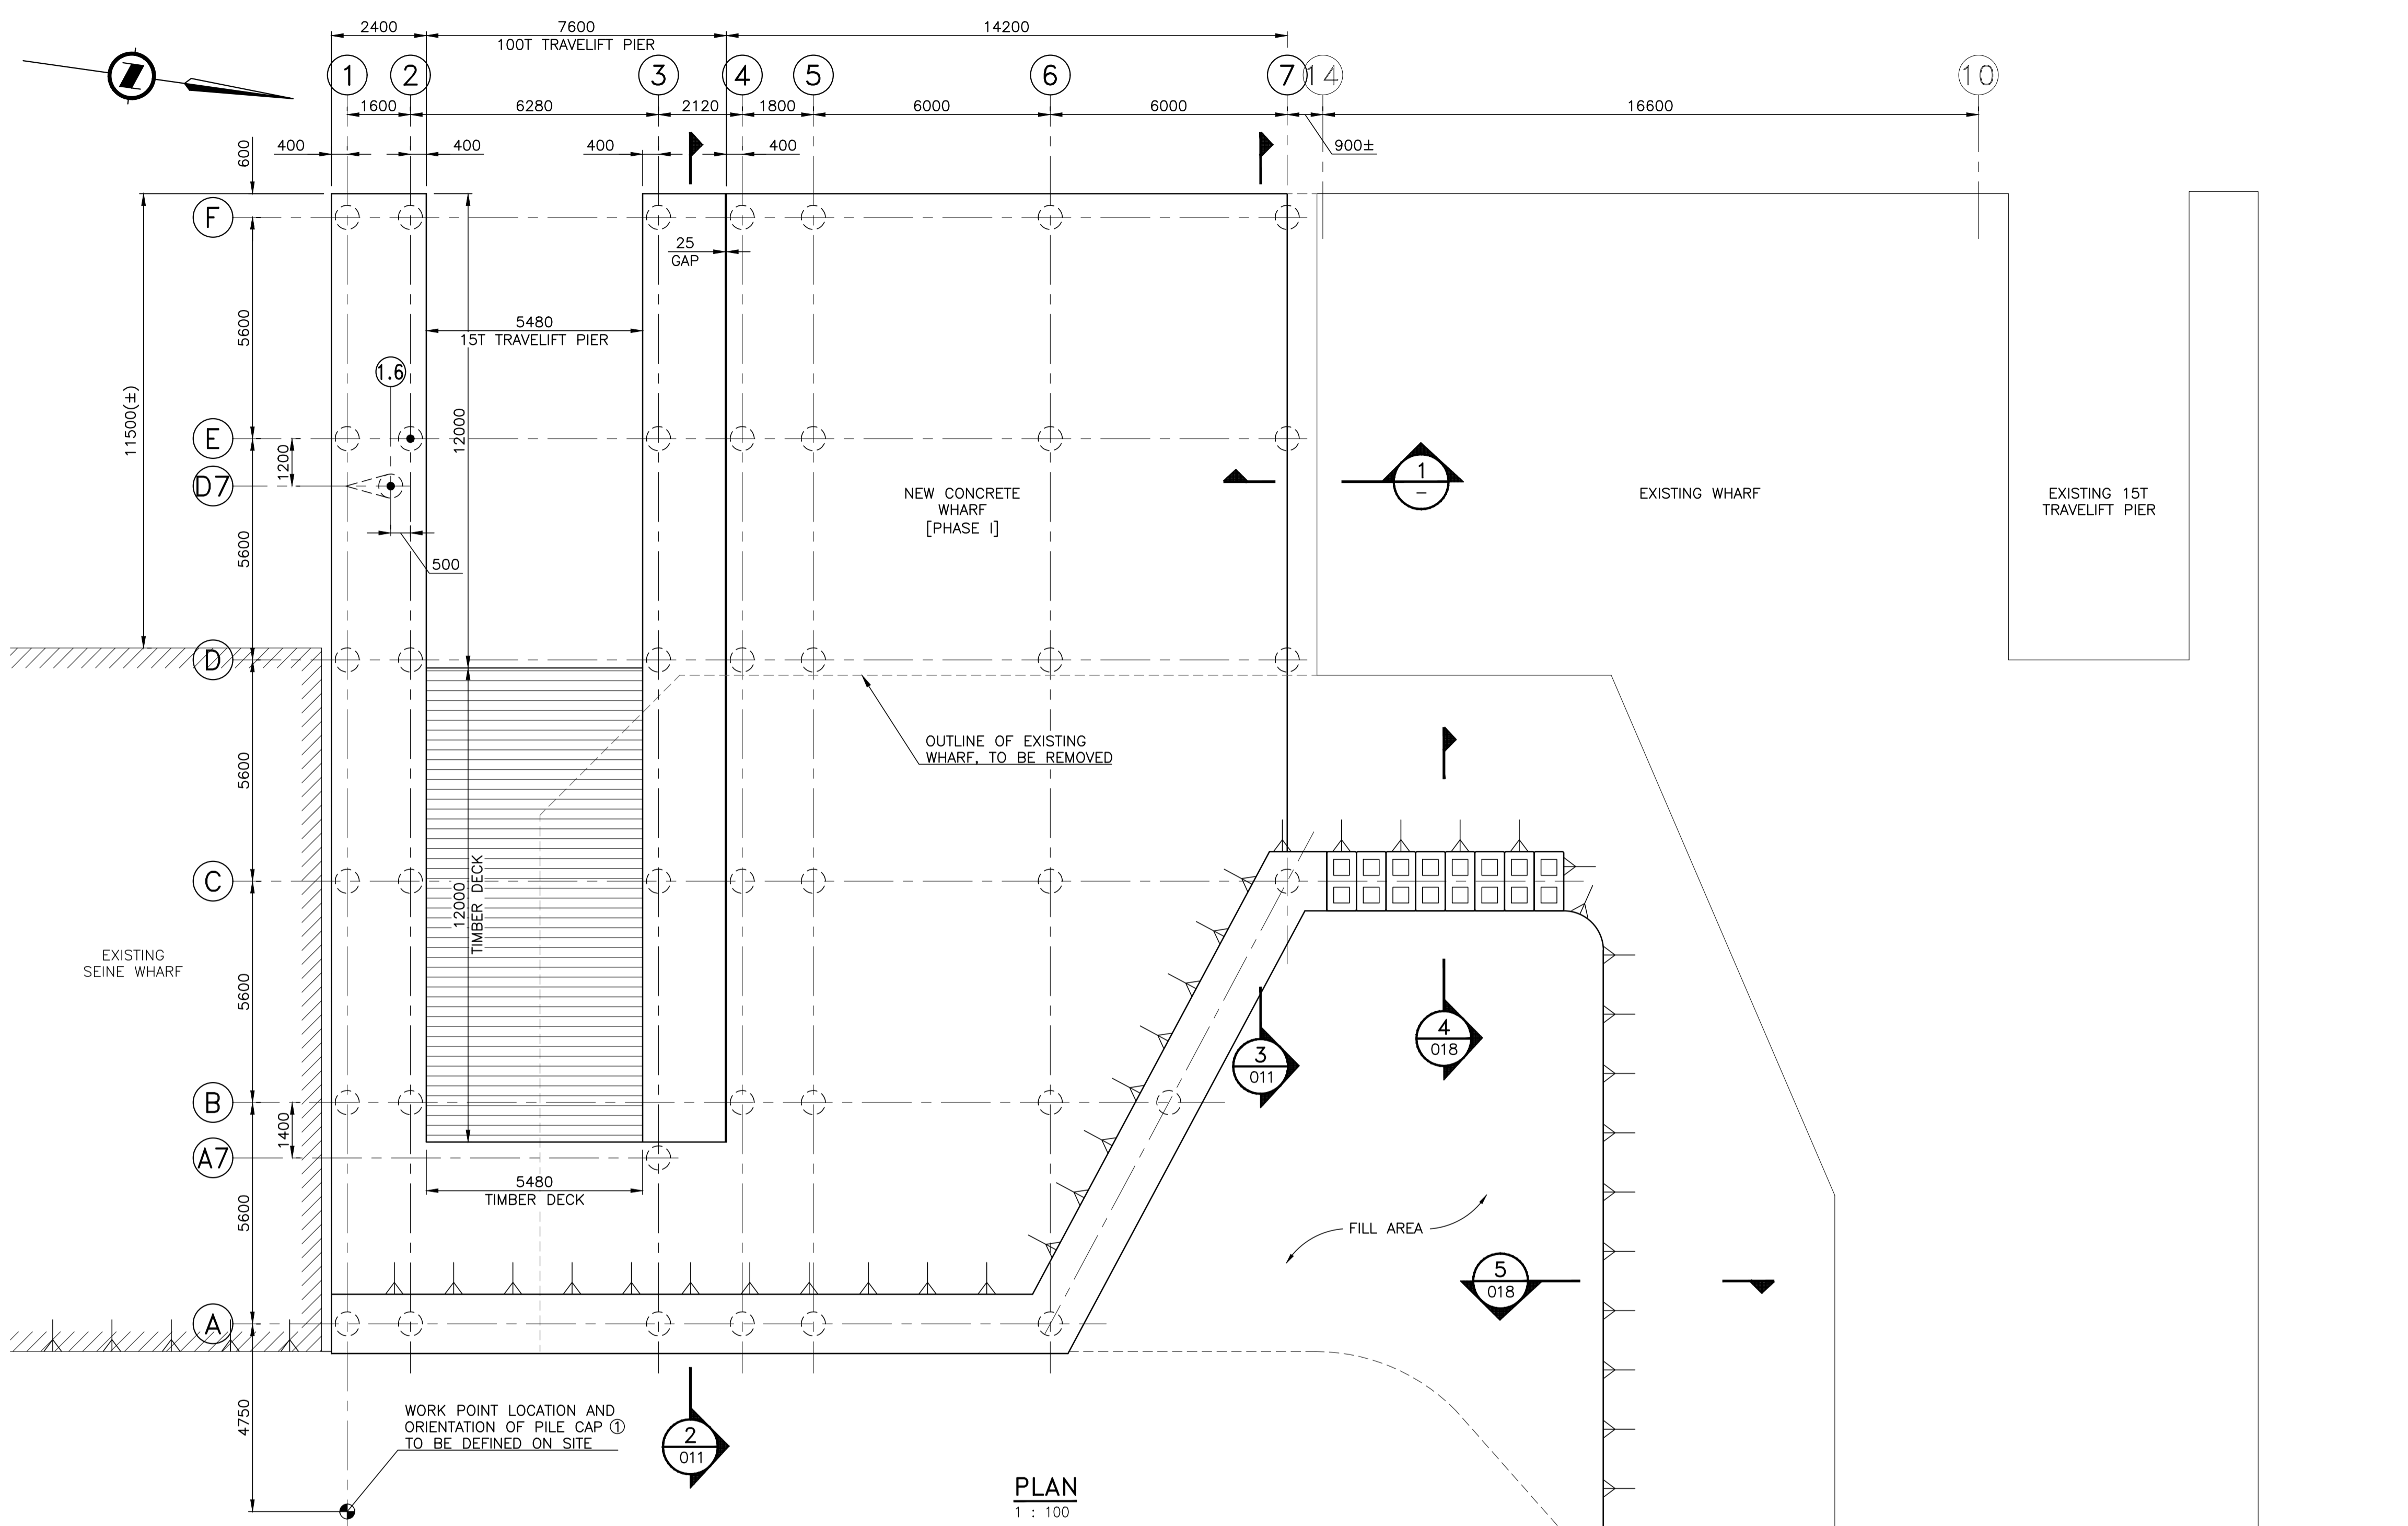 2400
7600
100T TRAVELIFT PIER
14200
1
2
3
4
5
6
7
14
10
1600
6280
2120
1800
6000
6000
16600
900±
400
400
400
400
600
F
25
GAP
5600
5480
15T TRAVELIFT PIER
1.6
11500(±)
12000
E
1200
D7
NEW CONCRETE
WHARF
[PHASE I]
1
–
EXISTING WHARF
EXISTING 15T
TRAVELIFT PIER
5600
500
D
5600
OUTLINE OF EXISTING
WHARF, TO BE REMOVED
C
12000
TIMBER DECK
EXISTING
SEINE WHARF
5600
3
011
4
018
B
1400
A7
5480
TIMBER DECK
5600
FILL AREA
5
018
A
4750
WORK POINT LOCATION AND
ORIENTATION OF PILE CAP ①
TO BE DEFINED ON SITE
2
011
PLAN
1 : 100